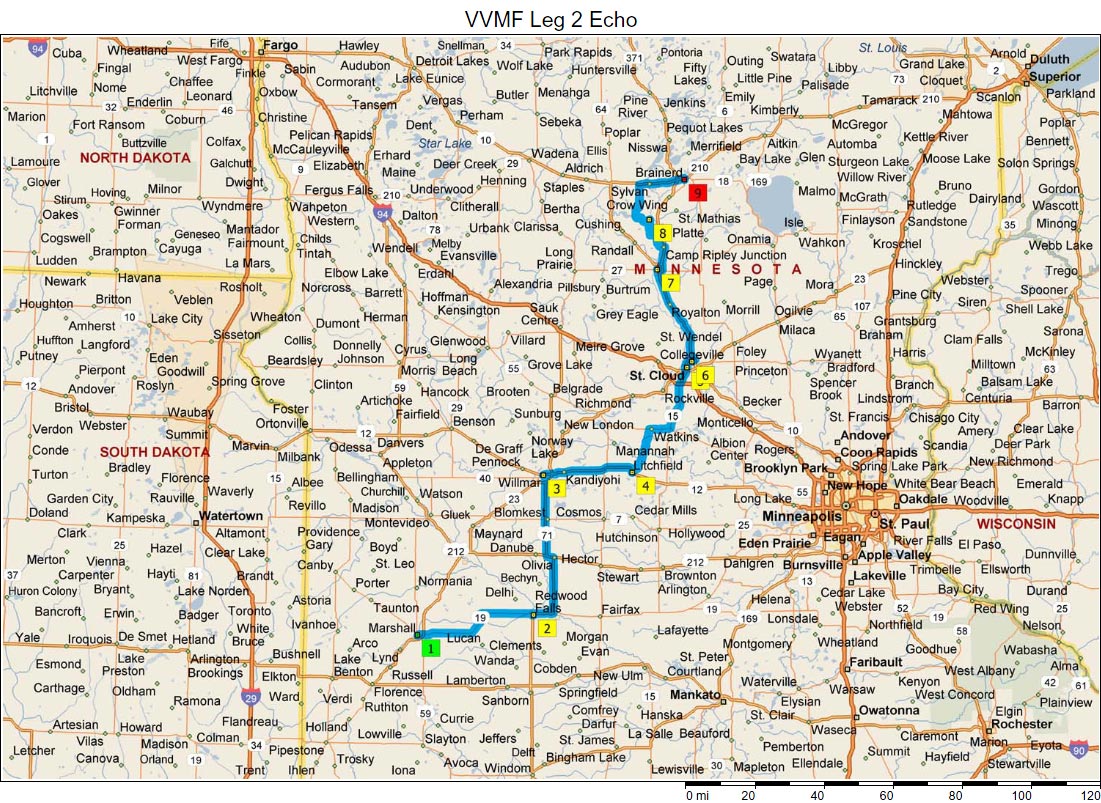 VVMF Leg 2 Echo
94 Cuba Wheatland Fife Fargo Hawley Snellman 34 Park Rapids 371 Pontoria Outing Swatara St. Louis Arnold Duluth
West Fargo Audubon Detroit Lakes Wolf Lake Huntersville Fifty Lakes Libby Grand Lake 2 Superior
Fingal Finkle Sabin Lake Eunice Little Pine 73 Cloquet
Nome Chaffee Cormorant Palisade Parkland
Litchville Leonard Oxbow Vergas Butler Menahga Pine River Jenkins Emily Tamarack 210 Scanlon
32 Enderlin 46 Tansem Perham 64 6 Kimberly Mahtowa
Marion Coburn Christine Dent Sebeka Poplar Pequot Lakes McGregor Poplar
Fort Ransom Pelican Rapids Star Lake 10 Nisswa Merrifield Aitkin Automba Kettle River
1 Buttzville Colfax McCauleyville Erhard Deer Creek 29 Wadena Ellis Bay Lake Glen Sturgeon Lake Moose Lake Bennett
Lamoure NORTH DAKOTA Galchutt 9 Elizabeth Maine Aldrich Brainerd 210 Willow River Solon Springs
Glover Milnor Dwight Fergus Falls 210 Underwood Henning Staples Sylvan 9 18 169 Malmo Bruno Gordon
Hoving Stirum Wyndmere Wahpeton 94 Dalton Clitherall Bertha Crow Wing St. Mathias McGrath Dairyland Wascott
Oakes Gwinner Western 78 Urbank Clarissa Cushing 8 Platte Isle Finlayson Rutledge Sandstone 35 Minong
Forman Mantador Childs
Cogswell Geneseo Fairmount Tintah Wendell Melby Long Prairie Randall Onamia Wahkon Kroschel Webb Lake
Brampton Cayuga Evansville Camp Ripley Junction
Ludden La Mars 27 MINNESOTA Hinckley Trego
Newark Havana Rosholt Elbow Lake Erdahl Alexandria Pillsbury Burtrum 7 Page Mora 23 Webster Spooner
Houghton Britton Veblen Norcross Barrett Hoffman Pine City Siren
10 Lake City Wheaton Herman Kensington Sauk Centre Grey Eagle Royalton Morrill Ogilvie 107 Shell Lake
Amherst Sisseton Dumont 65 Grantsburg
Huffton Langford Collis Donnelly Cyrus Glenwood Villard Meire Grove St. Wendel Milaca Braham Clam Falls Sarona
Putney Eden Beardsley Johnson Long Beach Collegeville Foley Wyanett Harris McKinley
Pierpont Goodwill Morris 55 Grove Lake St. Cloud 6 Princeton Bradford Milltown
12 Andover Roslyn Spring Grove Clinton 59 Hancock Brooten Belgrade Spencer Brook Branch Balsam Lake
Bristol Artichoke Fairfield 29 Richmond Rockville Becker Lindstrom Centuria Barron
Waubay Foster Benson Sunburg 15 St. Francis Chisago City
Verdon Webster Summit Ortonville 12 Danvers New London Monticello 10 Andover Amery Clear Lake
Conde SOUTH DAKOTA Marvin Odessa De Graff Norway Lake Watkins Albion Center Coon Rapids Scandia Deer Park
Bradley Milbank Appleton Pennock Manannah Rogers Spring Lake Park New Richmond
Turton Florence 15 Albee Bellingham 40 Willmar Kandiyohi Litchfield Brooklyn Park White Bear Beach Emerald
Garden City Rauville Waverly Revillo Churchill Watson 23 3 4 12 Long Lake 55 New Hope Oakdale Woodville Knapp
Doland Kampeska Watertown Madison Gluek Blomkest Cosmos Cedar Mills Minneapolis St. Paul WISCONSIN
Altamont Providence Montevideo Maynard 7 25
25 Hazel Gary Boyd 212 Danube 71 Hutchinson Hollywood Eden Prairie Eagan River Falls El Paso
Merton Vienna Clear Lake Canby St. Leo Olivia Hector 212 Dahlgren Apple Valley Dunnville
37 Carpenter Hayti 81 Brandt Porter Normania Bechyn Stewart Brownton Burnsville Trimbelle Ellsworth
Huron Colony Bryant Lake Norden Astoria Delhi Redwood Falls Arlington 13 Lakeville Bay City Durand
Bancroft Erwin Badger Toronto Taunton 19 Fairfax 19 Helena Cedar Lake Webster 52 Red Wing 25
Yale Iroquois De Smet Hetland White Bruce Ivanhoe Marshall 1 Lucan 2 169 Lonsdale Northfield 19 Nelson
Esmond Lake Preston Arlington Bushnell Arco Lynd Clements Morgan Lafayette Montgomery Wheatland 58 Wabasha
Brookings Elkton Lake Benton Russell Wanda Evan St. Peter Faribault Goodhue Alma
Carthage Oldham Ward Lamberton Cobden New Ulm Courtland Waterville Kenyon West Albany 42 61
Ramona 29 Verdi Florence Ruthton Sanborn Springfield 15 Mankato Elysian Warsaw West Concord Plainview
Artesian Howard Flandreau Holland 59 Currie Comfrey Darfur Hanska St. Clair Owatonna Elgin
Letcher Vilas Madison Colman 34 Pipestone Lowville Slayton Jeffers St. James La Salle Beauford Waseca Claremont Rochester
Canova Orland 19 Trent Ihlen Trosky Iona Avoca Delft Windom Bingham Lake Lewisville 30 Mapleton Pemberton Ellendale Summit Hayfield Marion Eyota 90 Stewartville
0 mi 20 40 60 80 100 120